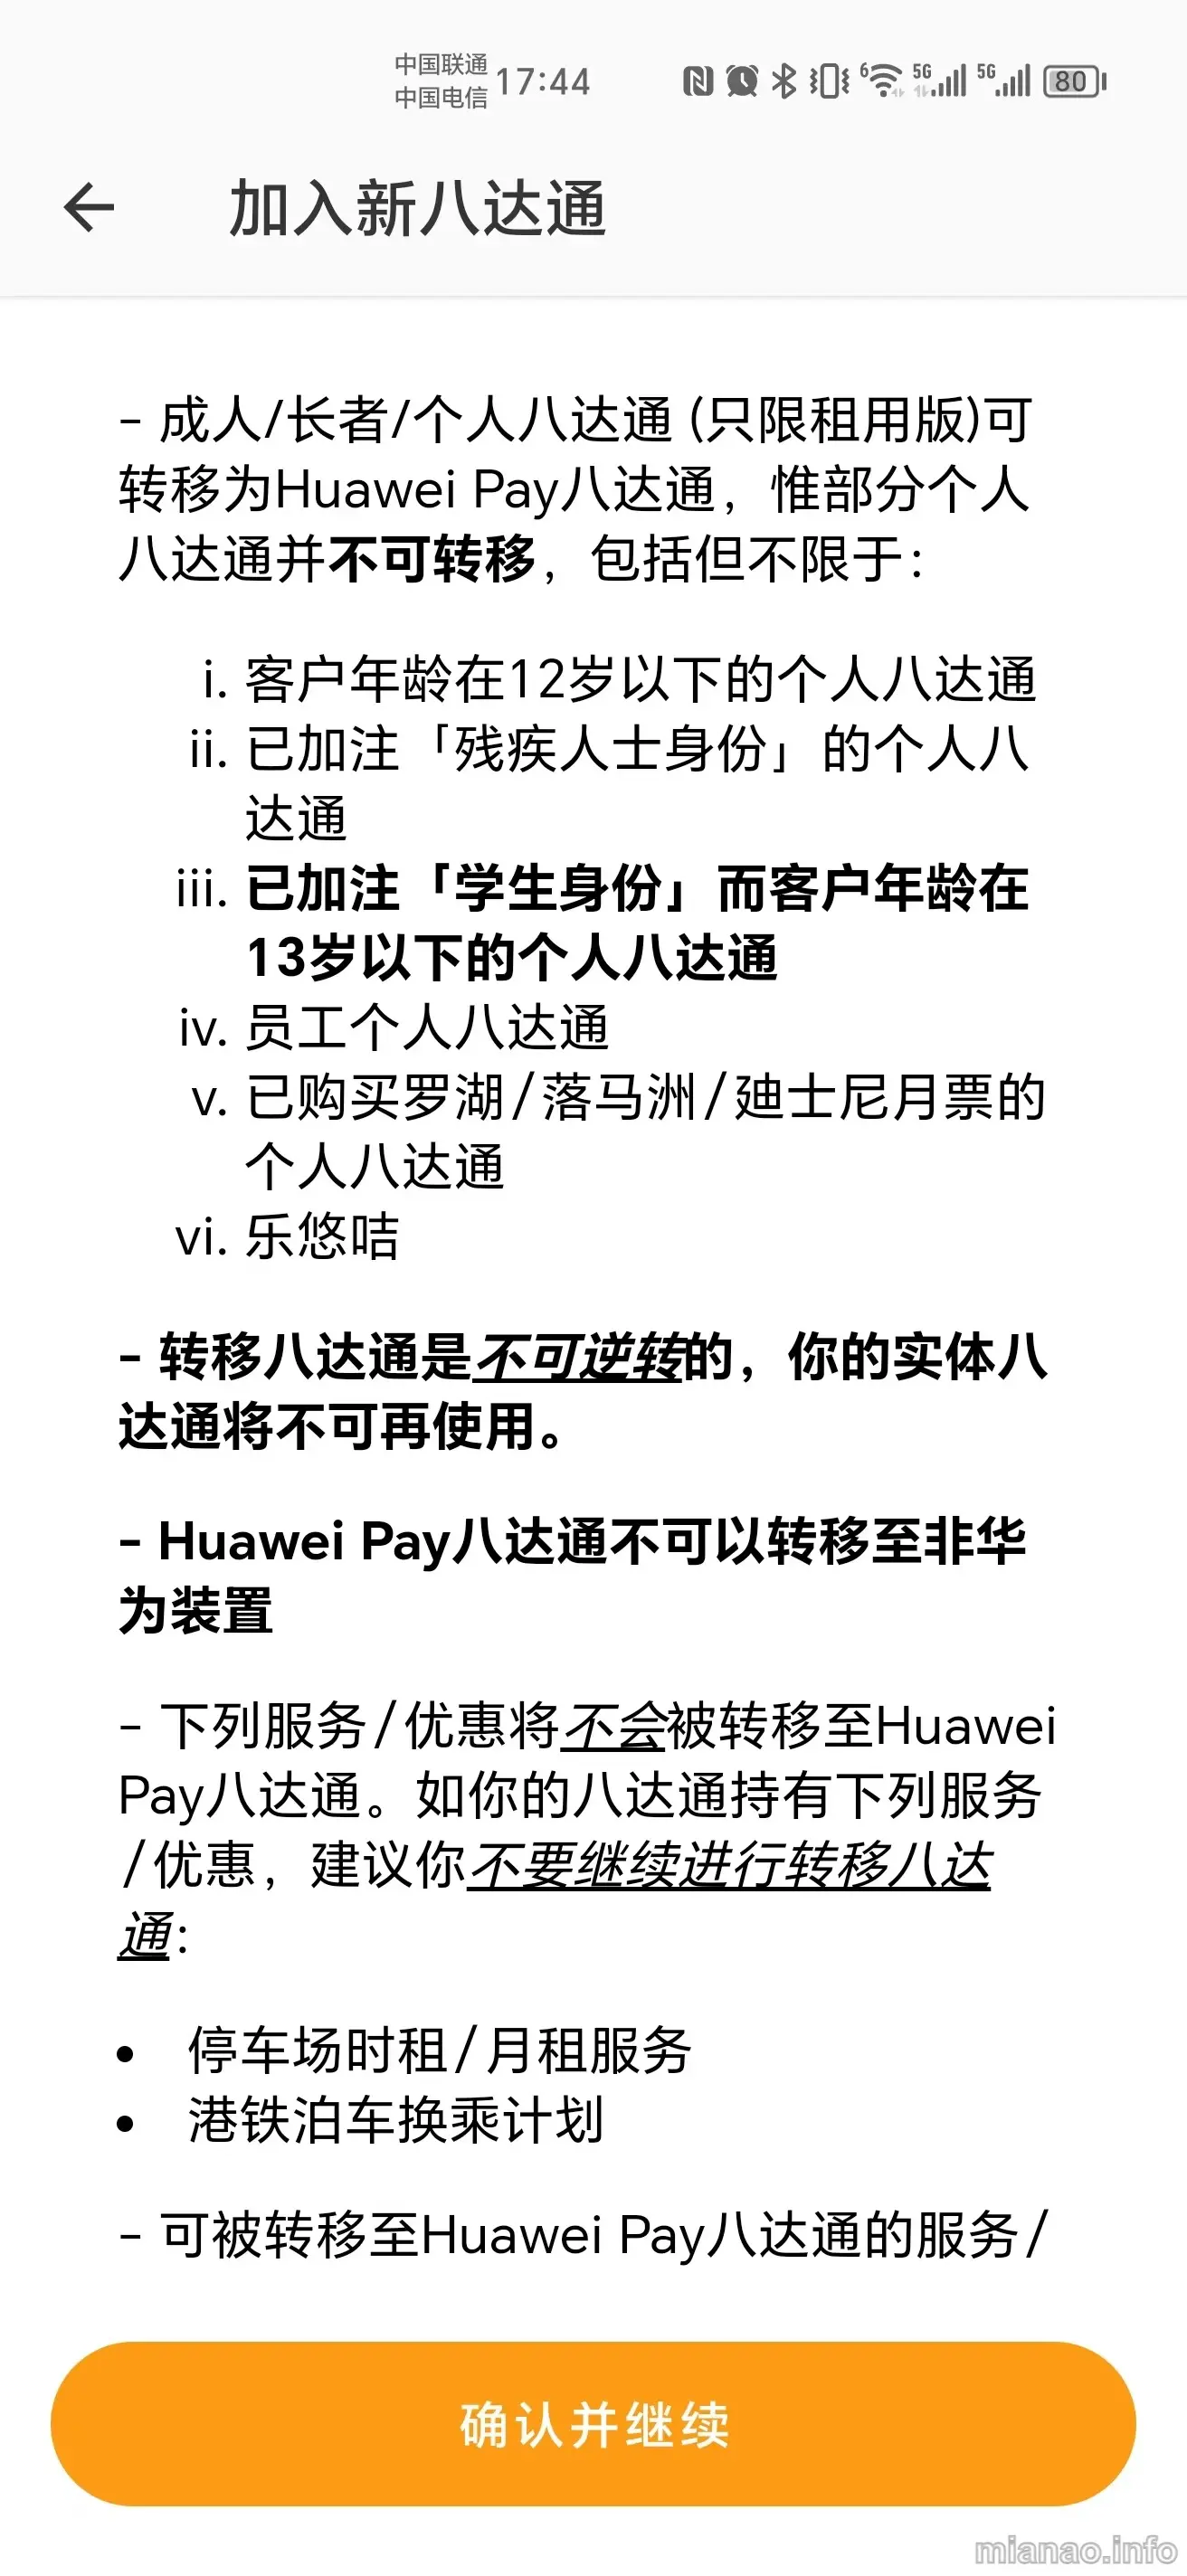 中国联通
中国电信
17:44
6
5G
5G
80
加入新八达通
- 成人/长者/个人八达通 (只限租用版)可
转移为Huawei Pay八达通，惟部分个人
八达通并不可转移，包括但不限于：
i. 客户年龄在12岁以下的个人八达通
ii. 已加注「残疾人士身份」的个人八
达通
iii. 已加注「学生身份」而客户年龄在
13岁以下的个人八达通
iv. 员工个人八达通
v. 已购买罗湖/落马洲/廸士尼月票的
个人八达通
vi. 乐悠咭
- 转移八达通是不可逆转的，你的实体八
达通将不可再使用。
- Huawei Pay八达通不可以转移至非华
为装置
- 下列服务/优惠将不会被转移至Huawei
Pay八达通。如你的八达通持有下列服务
/优惠，建议你不要继续进行转移八达
通：
• 停车场时租/月租服务
• 港铁泊车换乘计划
- 可被转移至Huawei Pay八达通的服务/
确认并继续
mianao.info